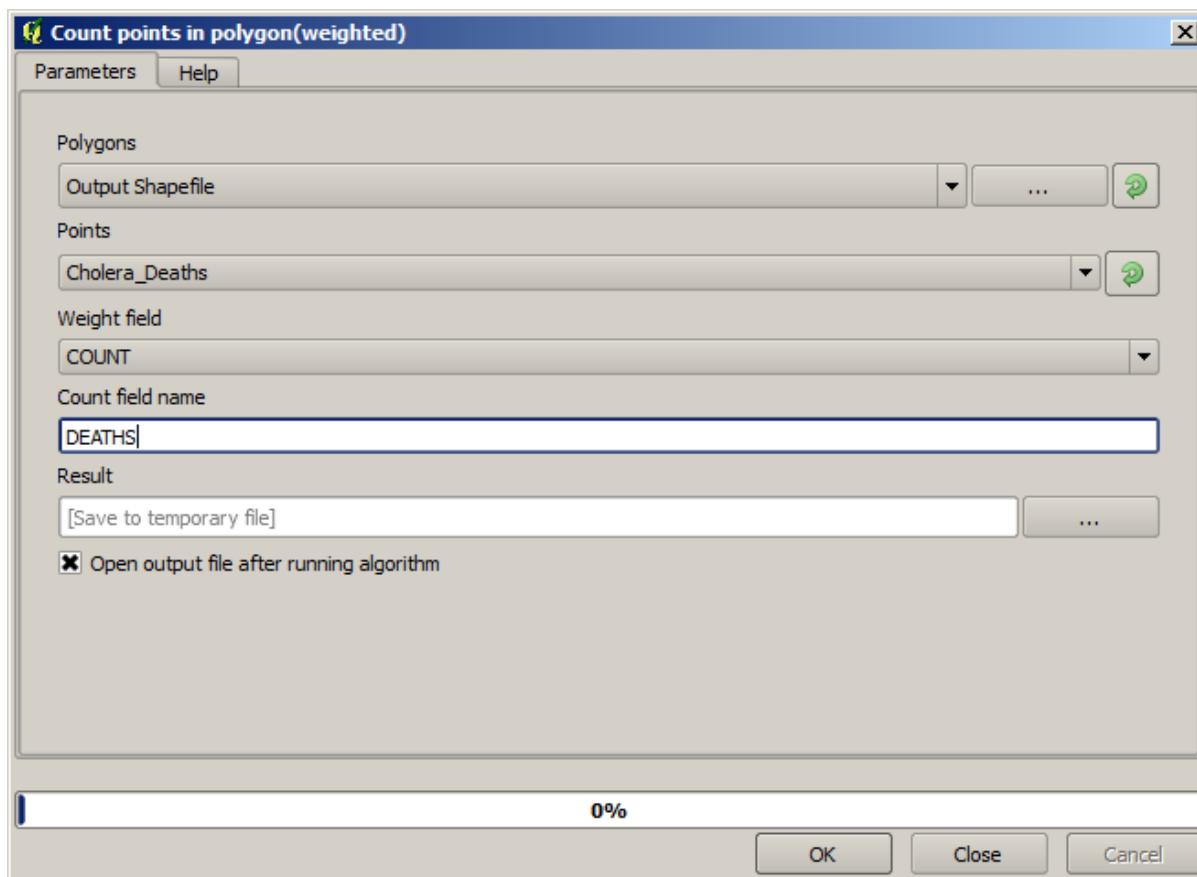 Count points in polygon(weighted)
Parameters Help
Polygons
Output Shapefile ...
Points
Cholera_Deaths
Weight field
COUNT
Count field name
DEATHS
Result
[Save to temporary file] ...
Open output file after running algorithm
0%
OK Close Cancel